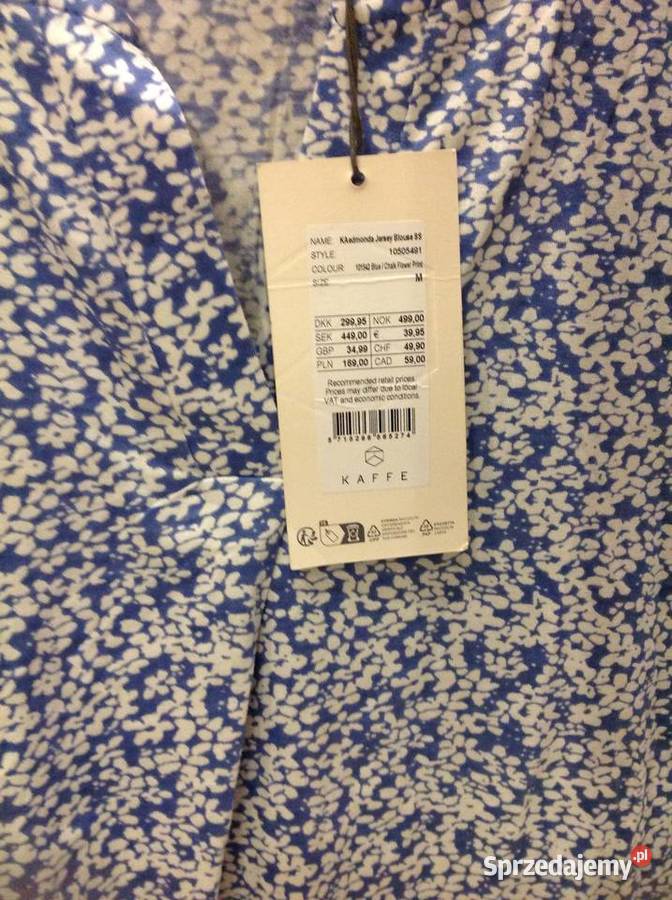 NAME: KAedmonda Jersey Blouse SS
STYLE: 10505491
COLOUR 101542 Blue / Chalk Flower Print
SIZE M
DKK 299,95 NOK 499,00
SEK 449,00 € 39,95
GBP 34,99 CHF 49,90
PLN 169,00 CAD 59,00
Recommended retail prices
Prices may differ due to local
VAT and economic conditions.
KAFFE
Sprzedajemy.pl